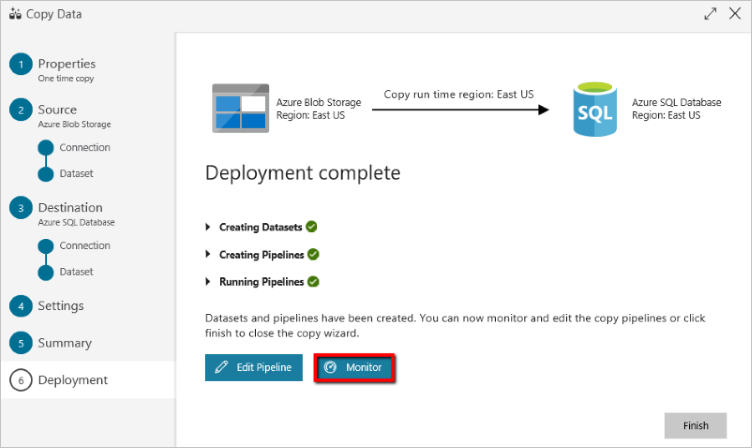 Copy Data
1
Properties
One time copy
2
Source
Azure Blob Storage
Connection
Dataset
3
Destination
Azure SQL Database
Connection
Dataset
4
Settings
5
Summary
6
Deployment
Azure Blob Storage
Region: East US
Copy run time region: East US
SQL
Azure SQL Database
Region: East US
Deployment complete
Creating Datasets
Creating Pipelines
Running Pipelines
Datasets and pipelines have been created. You can now monitor and edit the copy pipelines or click
finish to close the copy wizard.
Edit Pipeline
Monitor
Finish